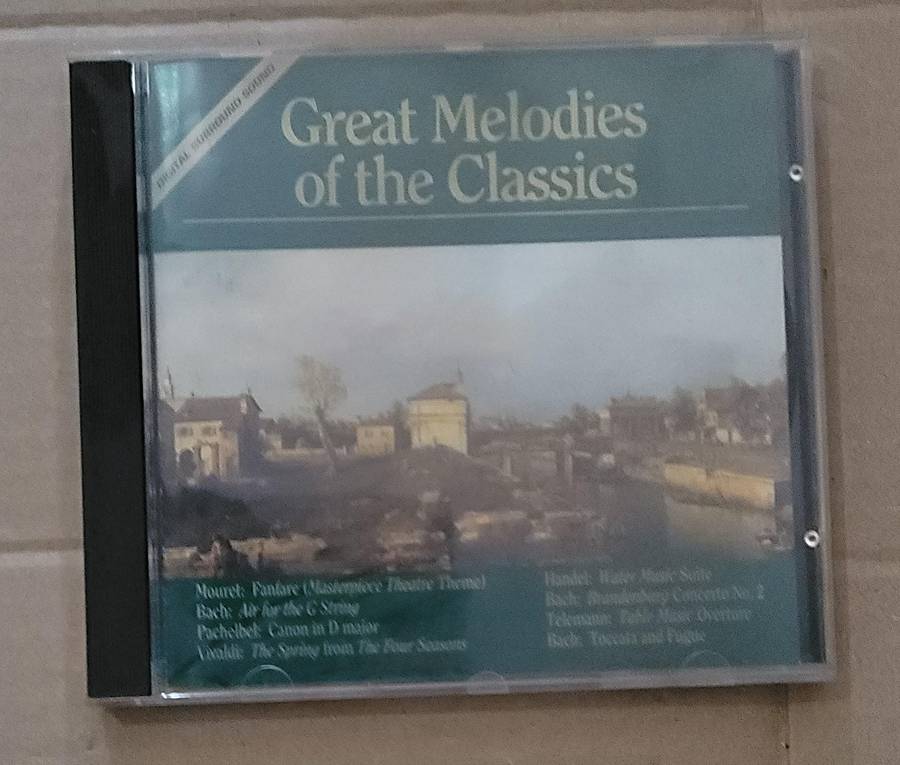 DIGITAL SURROUND SOUND
Great Melodies
of the Classics
Mouret: Fanfare (Masterpiece Theatre Theme)
Bach: Air for the G String
Pachelbel: Canon in D major
Vivaldi: The Spring from The Four Seasons
Handel: Water Music Suite
Bach: Brandenburg Concerto No. 2
Telemann: Table Music Overture
Bach: Toccata and Fugue